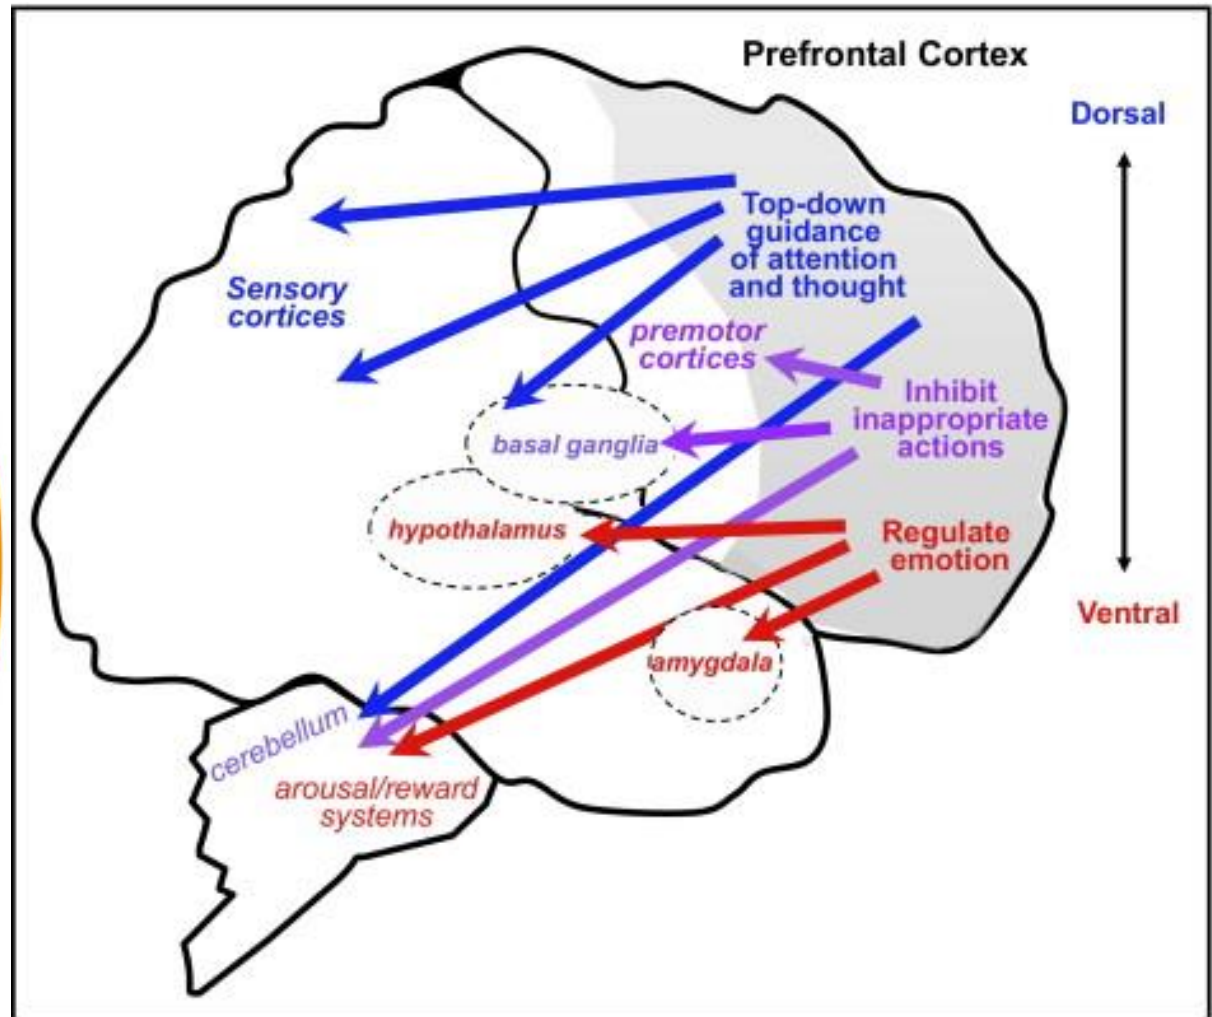 Prefrontal Cortex
Dorsal
Top-down
guidance
of attention
and thought
Sensory
cortices
premotor
cortices
Inhibit
inappropriate
actions
basal ganglia
hypothalamus
Regulate
emotion
Ventral
amygdala
cerebellum
arousal/reward
systems